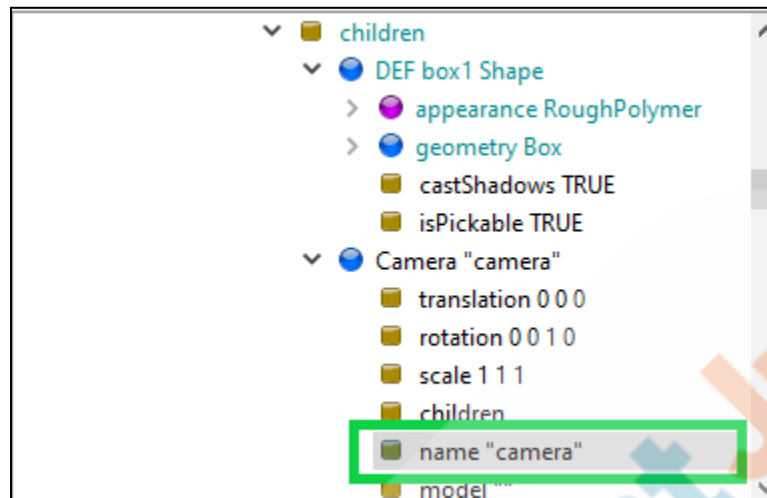 children
DEF box1 Shape
appearance RoughPolymer
geometry Box
castShadows TRUE
isPickable TRUE
Camera "camera"
translation 0 0 0
rotation 0 0 1 0
scale 1 1 1
children
name "camera"
model ""